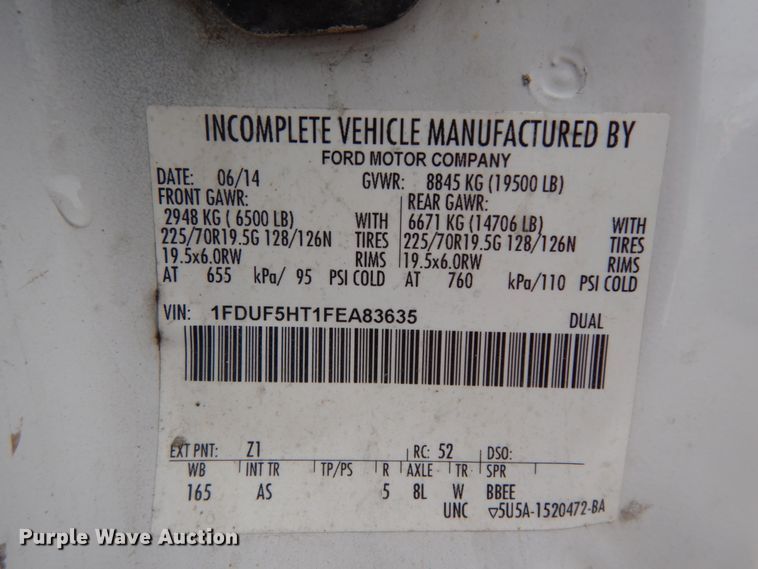 INCOMPLETE VEHICLE MANUFACTURED BY
FORD MOTOR COMPANY
DATE: 06/14 GVWR: 8845 KG (19500 LB)
FRONT GAWR: REAR GAWR:
2948 KG ( 6500 LB) WITH 6671 KG (14706 LB) WITH
225/70R19.5G 128/126N TIRES 225/70R19.5G 128/126N TIRES
19.5x6.0RW RIMS 19.5x6.0RW RIMS
AT 655 kPa/ 95 PSI COLD AT 760 kPa/110 PSI COLD
VIN: 1FDUF5HT1FEA83635 DUAL
EXT PNT: Z1 RC: 52 DSO:
WB INT TR TP/PS R AXLE TR SPR
165 AS 5 8L W BBEE
UNC ▽5U5A-1520472-BA
Purple Wave Auction